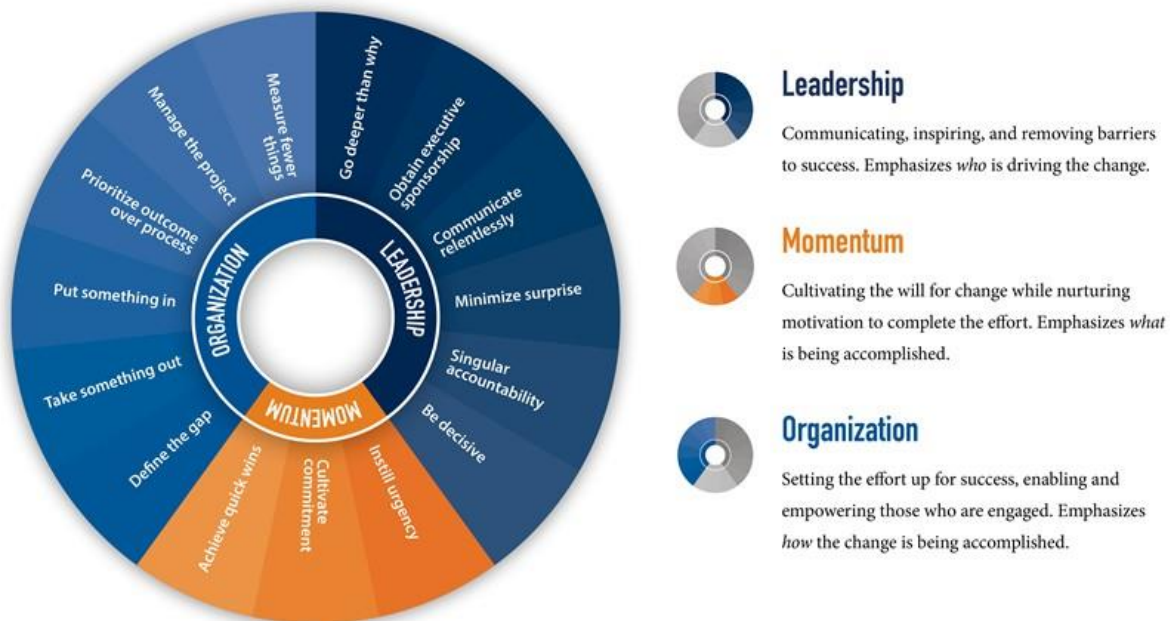 Go deeper than why
Obtain executive
sponsorship
Communicate
relentlessly
Minimize surprise
Singular
accountability
Be decisive
Instill urgency
Cultivate
commitment
Achieve quick wins
Define the gap
Take something out
Put something in
Prioritize outcome
over process
Manage the project
Measure fewer
things
LEADERSHIP
MOMENTUM
ORGANIZATION
Leadership
Communicating, inspiring, and removing barriers
to success. Emphasizes who is driving the change.
Momentum
Cultivating the will for change while nurturing
motivation to complete the effort. Emphasizes what
is being accomplished.
Organization
Setting the effort up for success, enabling and
empowering those who are engaged. Emphasizes
how the change is being accomplished.